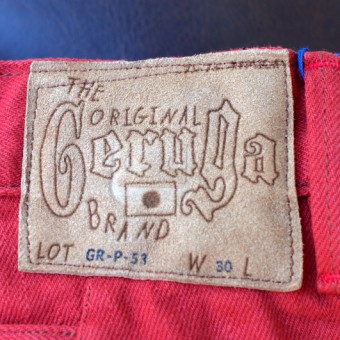 THE
ORIGINAL
Geruga
BRAND
LOT GR-P-53 W 30 L